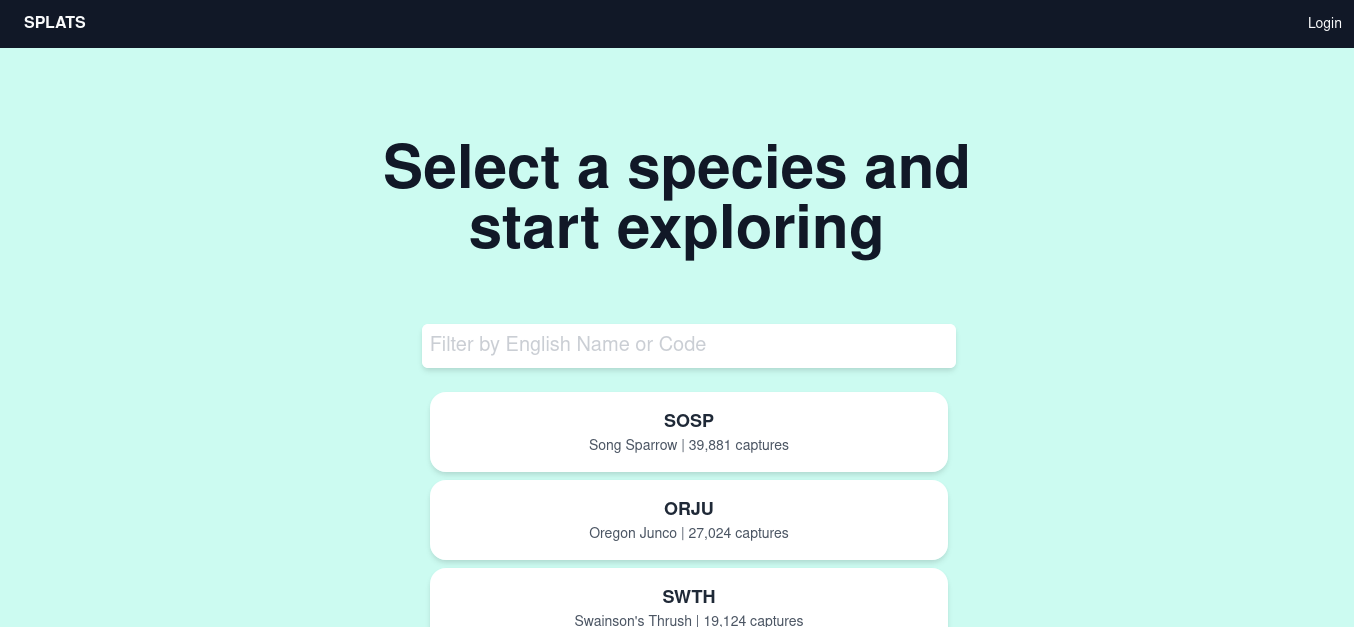 SPLATS
Login
Select a species and
start exploring
Filter by English Name or Code
SOSP
Song Sparrow | 39,881 captures
ORJU
Oregon Junco | 27,024 captures
SWTH
Swainson's Thrush | 19,124 captures